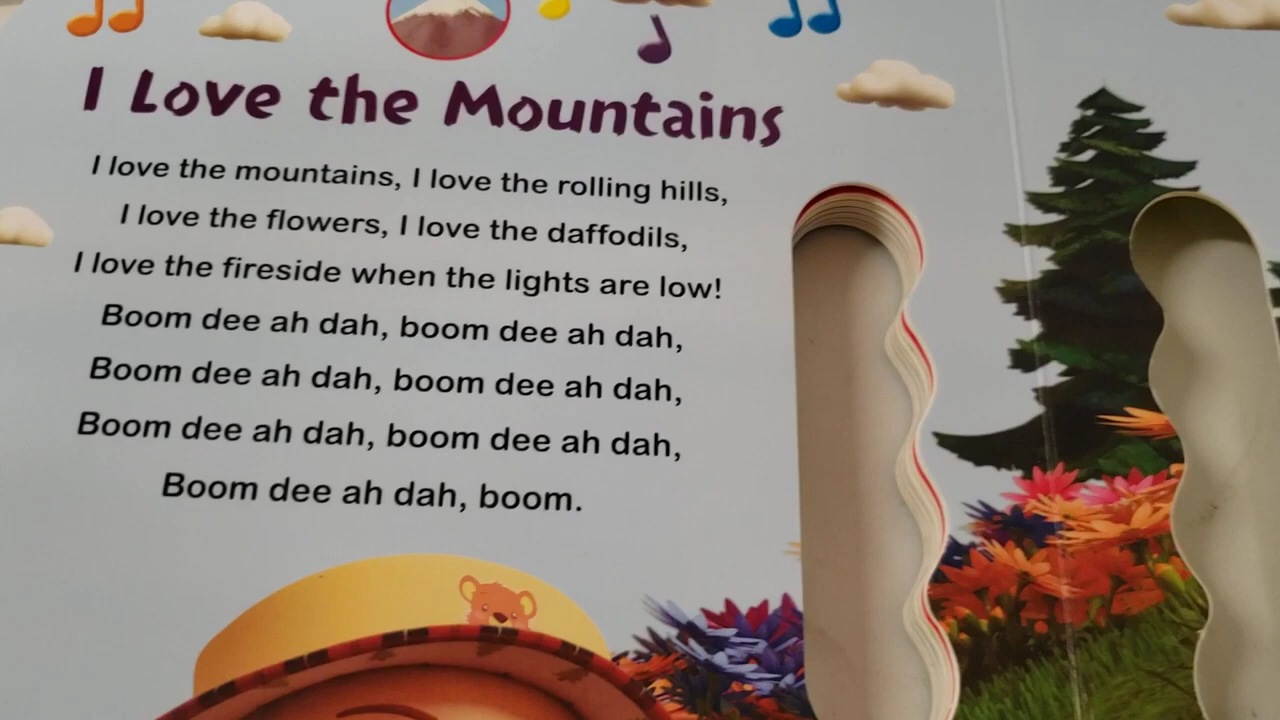 I Love the Mountains
I love the mountains, I love the rolling hills,
I love the flowers, I love the daffodils,
I love the fireside when the lights are low!
Boom dee ah dah, boom dee ah dah,
Boom dee ah dah, boom dee ah dah,
Boom dee ah dah, boom dee ah dah,
Boom dee ah dah, boom.